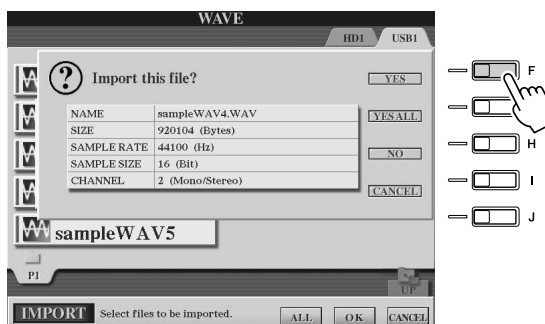 WAVE
HD1 USB1
Import this file?
YES
NAME sampleWAV4.WAV
SIZE 920104 (Bytes)
YES ALL
SAMPLE RATE 44100 (Hz)
SAMPLE SIZE 16 (Bit)
NO
CHANNEL 2 (Mono/Stereo)
CANCEL
sampleWAV5
P1
UP
IMPORT Select files to be imported. ALL OK CANCEL
F
H
I
J